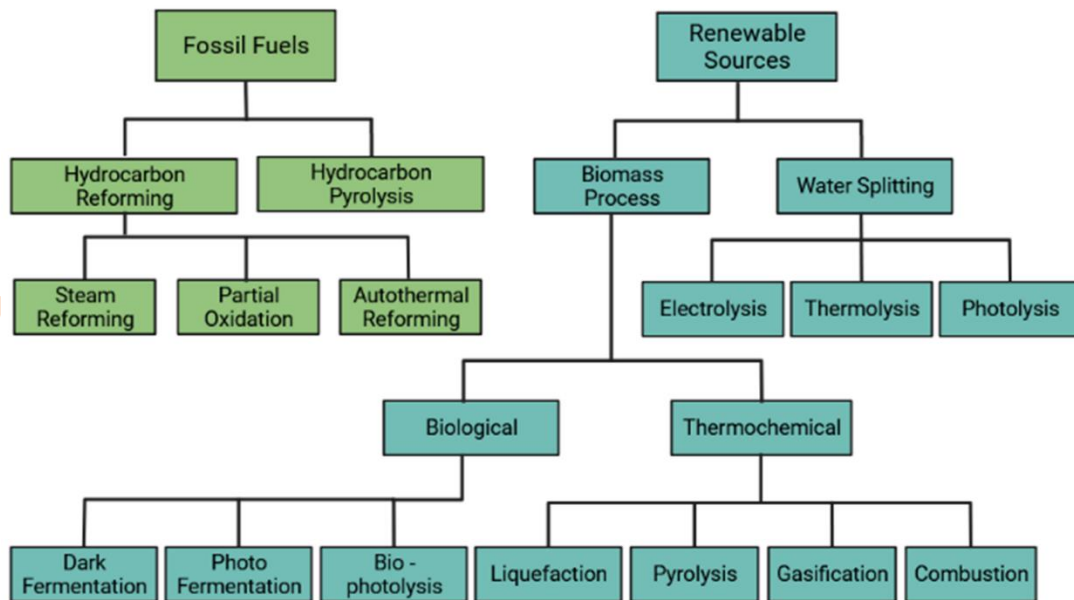 Fossil Fuels
Renewable
Sources
Hydrocarbon
Reforming
Hydrocarbon
Pyrolysis
Biomass
Process
Water Splitting
Steam
Reforming
Partial
Oxidation
Autothermal
Reforming
Electrolysis
Thermolysis
Photolysis
Biological
Thermochemical
Dark
Fermentation
Photo
Fermentation
Bio -
photolysis
Liquefaction
Pyrolysis
Gasification
Combustion